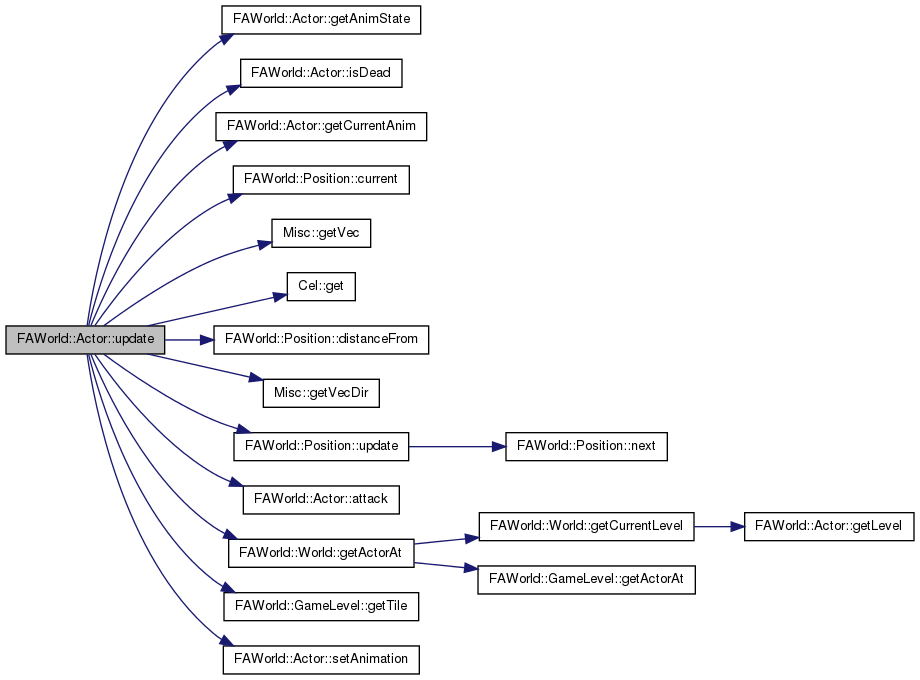 FAWorld::Actor::getAnimState
FAWorld::Actor::isDead
FAWorld::Actor::getCurrentAnim
FAWorld::Position::current
Misc::getVec
Cel::get
FAWorld::Actor::update
FAWorld::Position::distanceFrom
Misc::getVecDir
FAWorld::Position::update
FAWorld::Position::next
FAWorld::Actor::attack
FAWorld::World::getActorAt
FAWorld::World::getCurrentLevel
FAWorld::Actor::getLevel
FAWorld::GameLevel::getActorAt
FAWorld::GameLevel::getTile
FAWorld::Actor::setAnimation